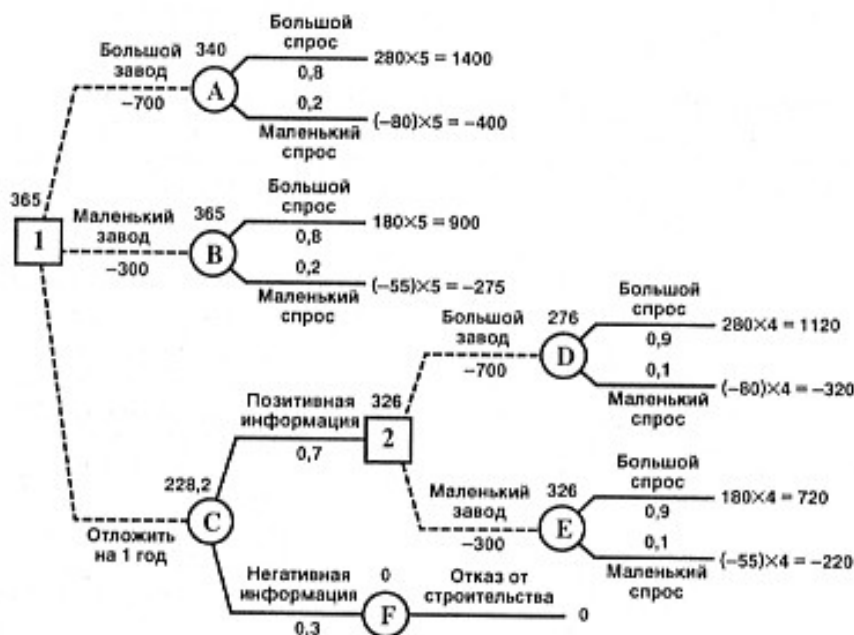 Большой
завод
−700
340
A
Большой
спрос
0,8
280×5 = 1400
0,2
Маленький
спрос
(−80)×5 = −400
365
1
Маленький
завод
−300
365
B
Большой
спрос
0,8
180×5 = 900
0,2
Маленький
спрос
(−55)×5 = −275
Отложить
на 1 год
228,2
C
Позитивная
информация
0,7
326
2
Большой
завод
−700
276
D
Большой
спрос
0,9
280×4 = 1120
0,1
Маленький
спрос
(−80)×4 = −320
Маленький
завод
−300
326
E
Большой
спрос
0,9
180×4 = 720
0,1
Маленький
спрос
(−55)×4 = −220
Негативная
информация
0,3
0
F
Отказ от
строительства
0